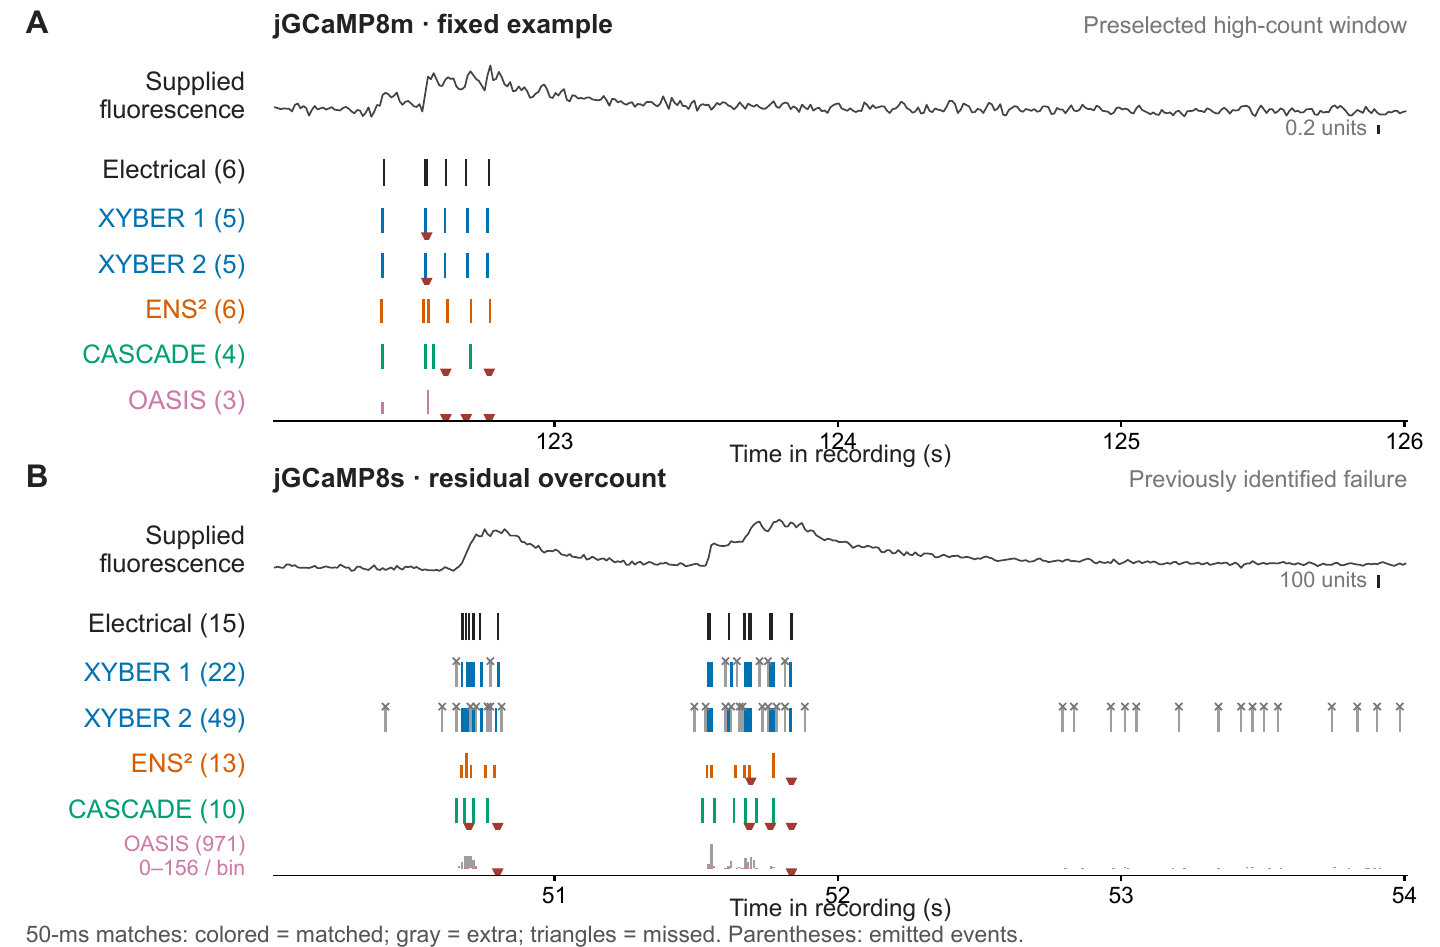 A
jGCaMP8m · fixed example
Preselected high-count window
Supplied
fluorescence
0.2 units
Electrical (6)
XYBER 1 (5)
XYBER 2 (5)
ENS² (6)
CASCADE (4)
OASIS (3)
123
124
125
126
Time in recording (s)
B
jGCaMP8s · residual overcount
Previously identified failure
Supplied
fluorescence
100 units
Electrical (15)
XYBER 1 (22)
XYBER 2 (49)
ENS² (13)
CASCADE (10)
OASIS (971)
0–156 / bin
51
52
53
54
Time in recording (s)
50-ms matches: colored = matched; gray = extra; triangles = missed. Parentheses: emitted events.